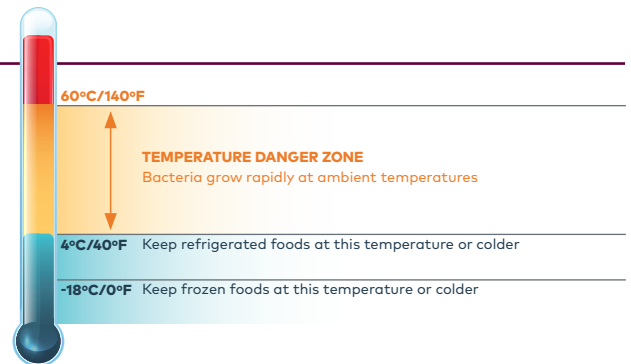 60ºC/140ºF
TEMPERATURE DANGER ZONE
Bacteria grow rapidly at ambient temperatures
4ºC/40ºF Keep refrigerated foods at this temperature or colder
-18ºC/0ºF Keep frozen foods at this temperature or colder